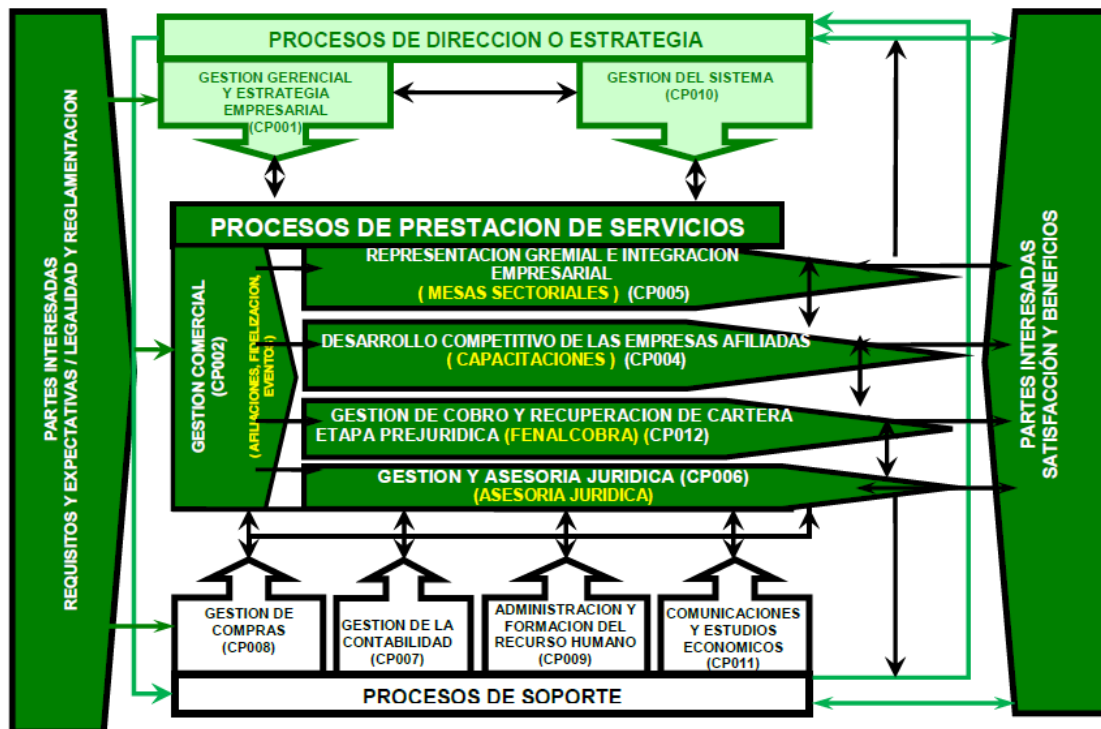 PARTES INTERESADAS
REQUISITOS Y EXPECTATIVAS / LEGALIDAD Y REGLAMENTACION
PROCESOS DE DIRECCION O ESTRATEGIA
GESTION GERENCIAL
Y ESTRATEGIA
EMPRESARIAL
(CP001)
GESTION DEL SISTEMA
(CP010)
PROCESOS DE PRESTACION DE SERVICIOS
GESTION COMERCIAL
(CP002)
( AFILIACIONES, FIDELIZACION,
EVENTOS)
REPRESENTACION GREMIAL E INTEGRACION
EMPRESARIAL
( MESAS SECTORIALES ) (CP005)
DESARROLLO COMPETITIVO DE LAS EMPRESAS AFILIADAS
( CAPACITACIONES ) (CP004)
GESTION DE COBRO Y RECUPERACION DE CARTERA
ETAPA PREJURIDICA (FENALCOBRA) (CP012)
GESTION Y ASESORIA JURIDICA (CP006)
(ASESORIA JURIDICA)
GESTION DE
COMPRAS
(CP008)
GESTION DE LA
CONTABILIDAD
(CP007)
ADMINISTRACION Y
FORMACION DEL
RECURSO HUMANO
(CP009)
COMUNICACIONES
Y ESTUDIOS
ECONOMICOS
(CP011)
PROCESOS DE SOPORTE
PARTES INTERESADAS
SATISFACCIÓN Y BENEFICIOS